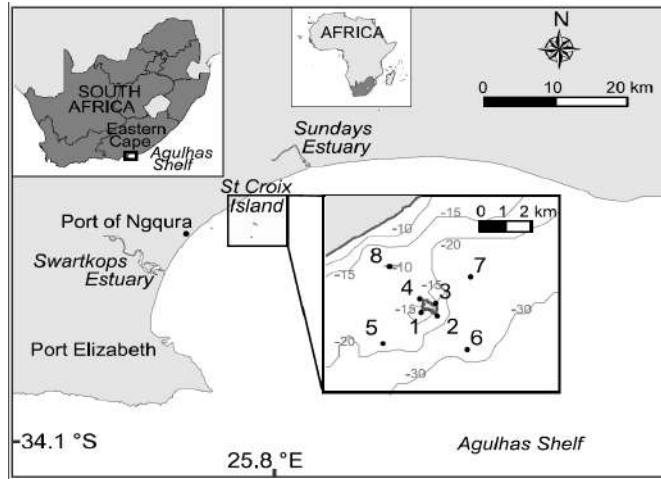 SOUTH
AFRICA
Eastern
Cape
Agulhas
Shelf
AFRICA
N
0 10 20 km
Sundays
Estuary
St Croix
Island
Port of Ngqura
Swartkops
Estuary
Port Elizabeth
0 1 2 km
-15
-10
-20
8
-10
7
-15
-15
4
3
-15
-30
1
2
5
6
-20
-30
-34.1 °S
25.8 °E
Agulhas Shelf